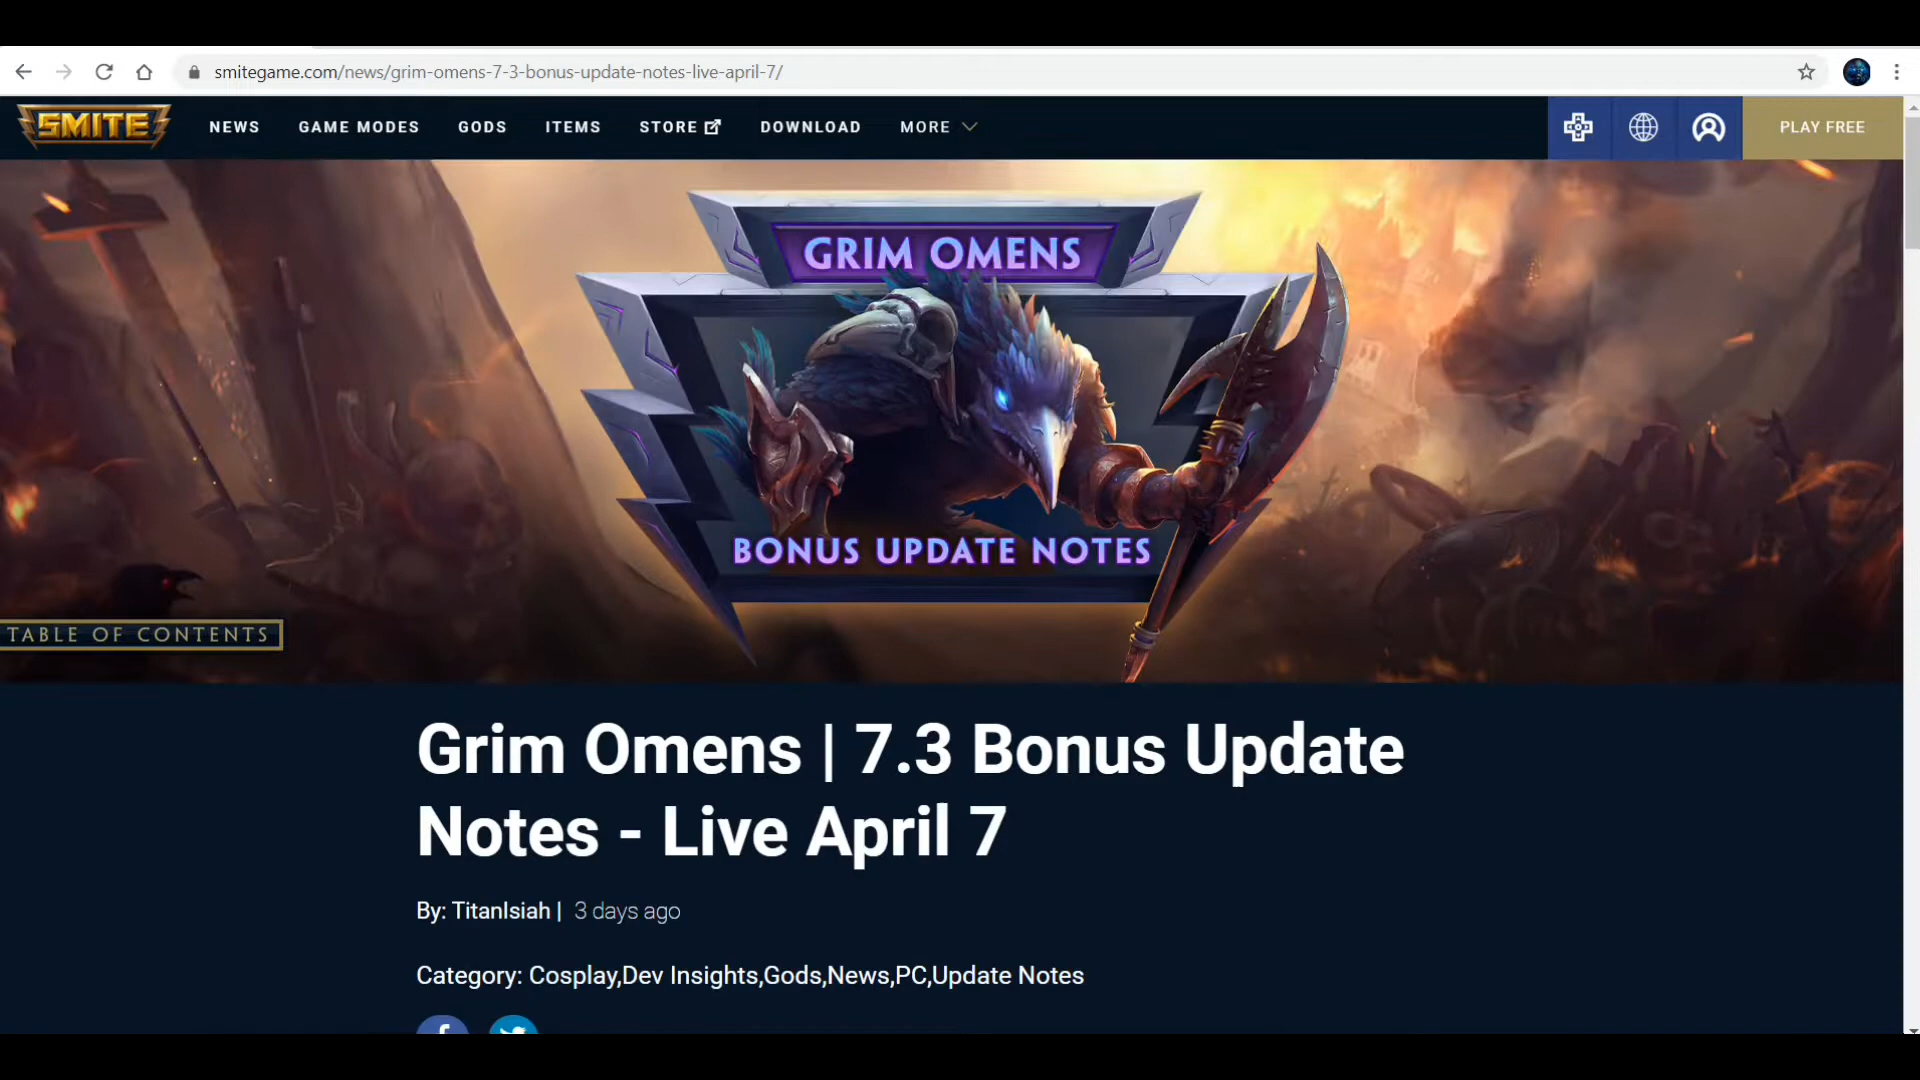 smitegame.com/news/grim-omens-7-3-bonus-update-notes-live-april-7/
SMITE
NEWS
GAME MODES
GODS
ITEMS
STORE
DOWNLOAD
MORE
PLAY FREE
GRIM OMENS
BONUS UPDATE NOTES
TABLE OF CONTENTS
Grim Omens | 7.3 Bonus Update
Notes - Live April 7
By: TitanIsiah | 3 days ago
Category: Cosplay,Dev Insights,Gods,News,PC,Update Notes